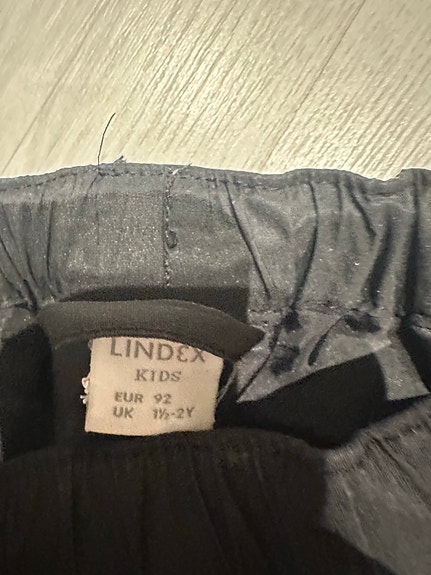 LINDEX
KIDS
EUR 92
UK 1½-2Y